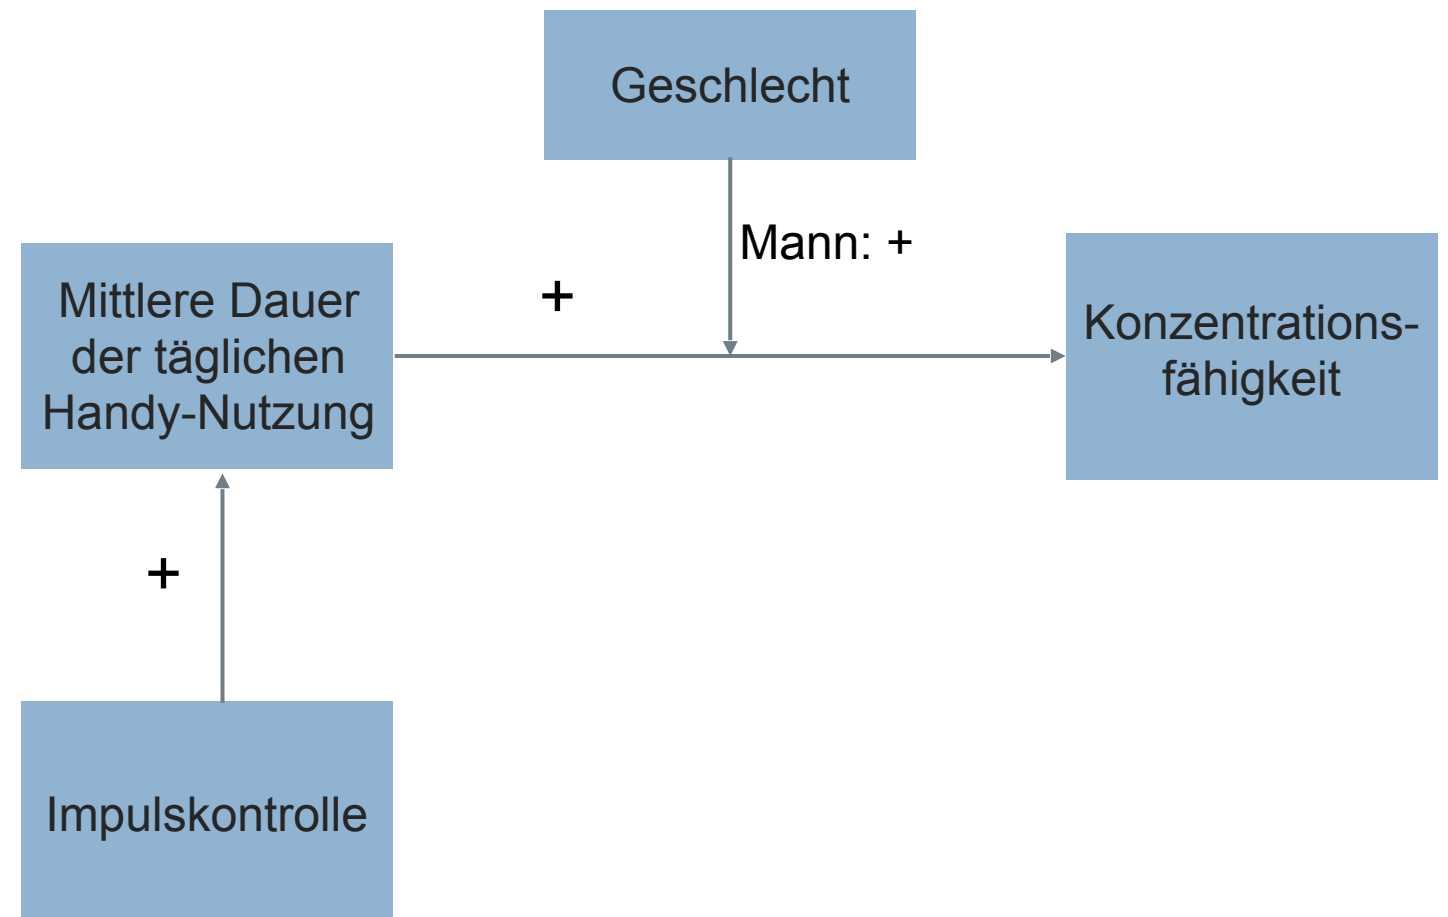 Geschlecht
Mann: +
+
Mittlere Dauer
der täglichen
Handy-Nutzung
Konzentrations-
fähigkeit
+
Impulskontrolle